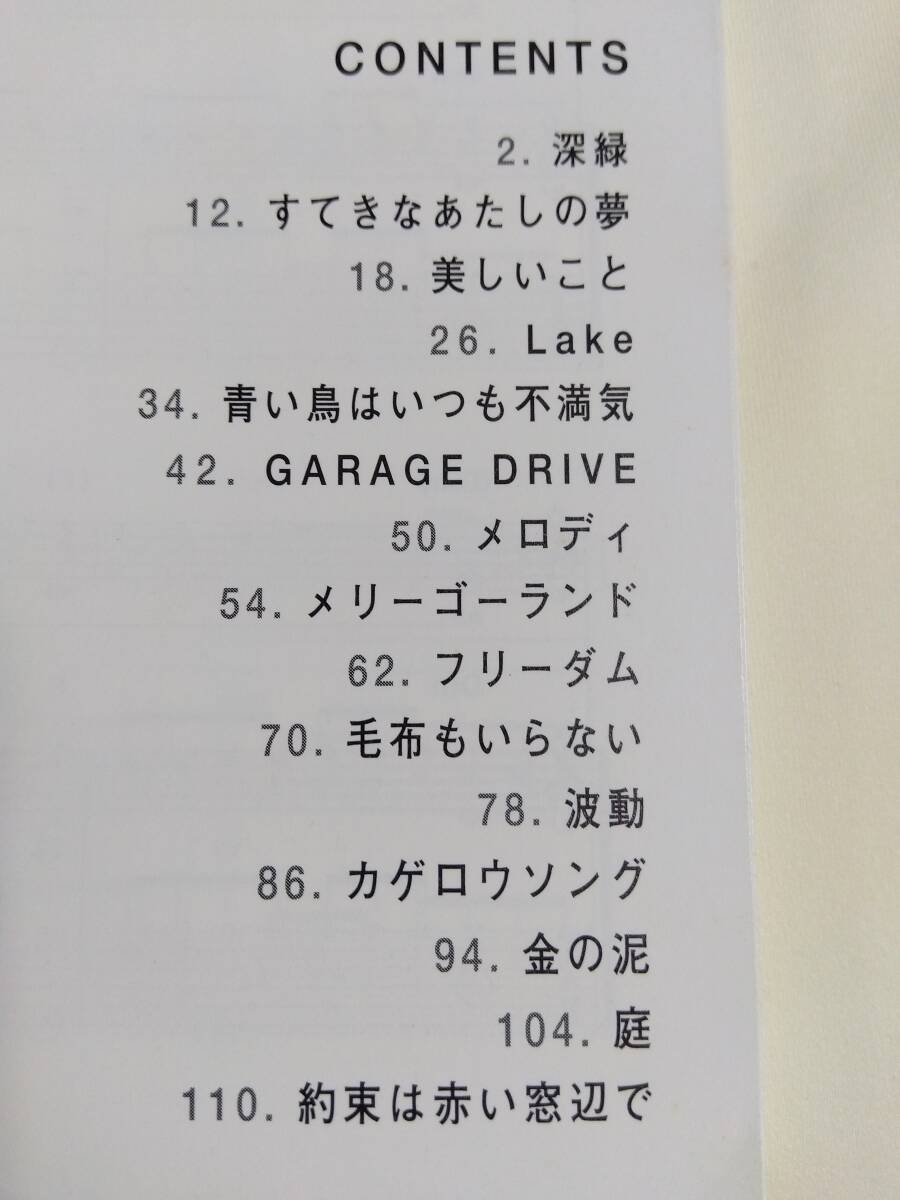 CONTENTS
2. 深緑
12. すてきなあたしの夢
18. 美しいこと
26. Lake
34. 青い鳥はいつも不満気
42. GARAGE DRIVE
50. メロディ
54. メリーゴーランド
62. フリーダム
70. 毛布もいらない
78. 波動
86. カゲロウソング
94. 金の泥
104. 庭
110. 約束は赤い窓辺で